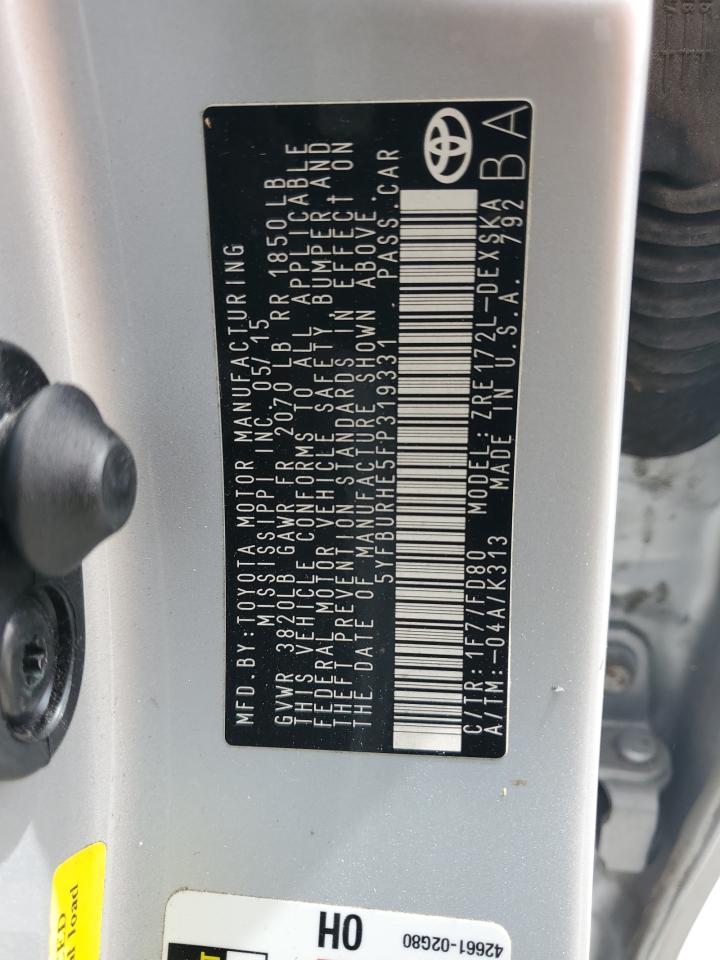 MFD.BY:TOYOTA MOTOR MANUFACTURING
MISSISSIPPI INC. 05/15
GVWR 3820LB GAWR FR 2070 LB RR 1850 LB
THIS VEHICLE CONFORMS TO ALL APPLICABLE
FEDERAL MOTOR VEHICLE SAFETY, BUMPER AND
THEFT PREVENTION STANDARDS IN EFFECT ON
THE DATE OF MANUFACTURE SHOWN ABOVE.
5YFBURHE5FP319331 PASS.CAR
C/TR: 1F7/FD80 MODEL: ZRE172L-DEXSKA
A/TM:-04A/K313 MADE IN U.S.A. 792
BA
load
OH
42661-02G80